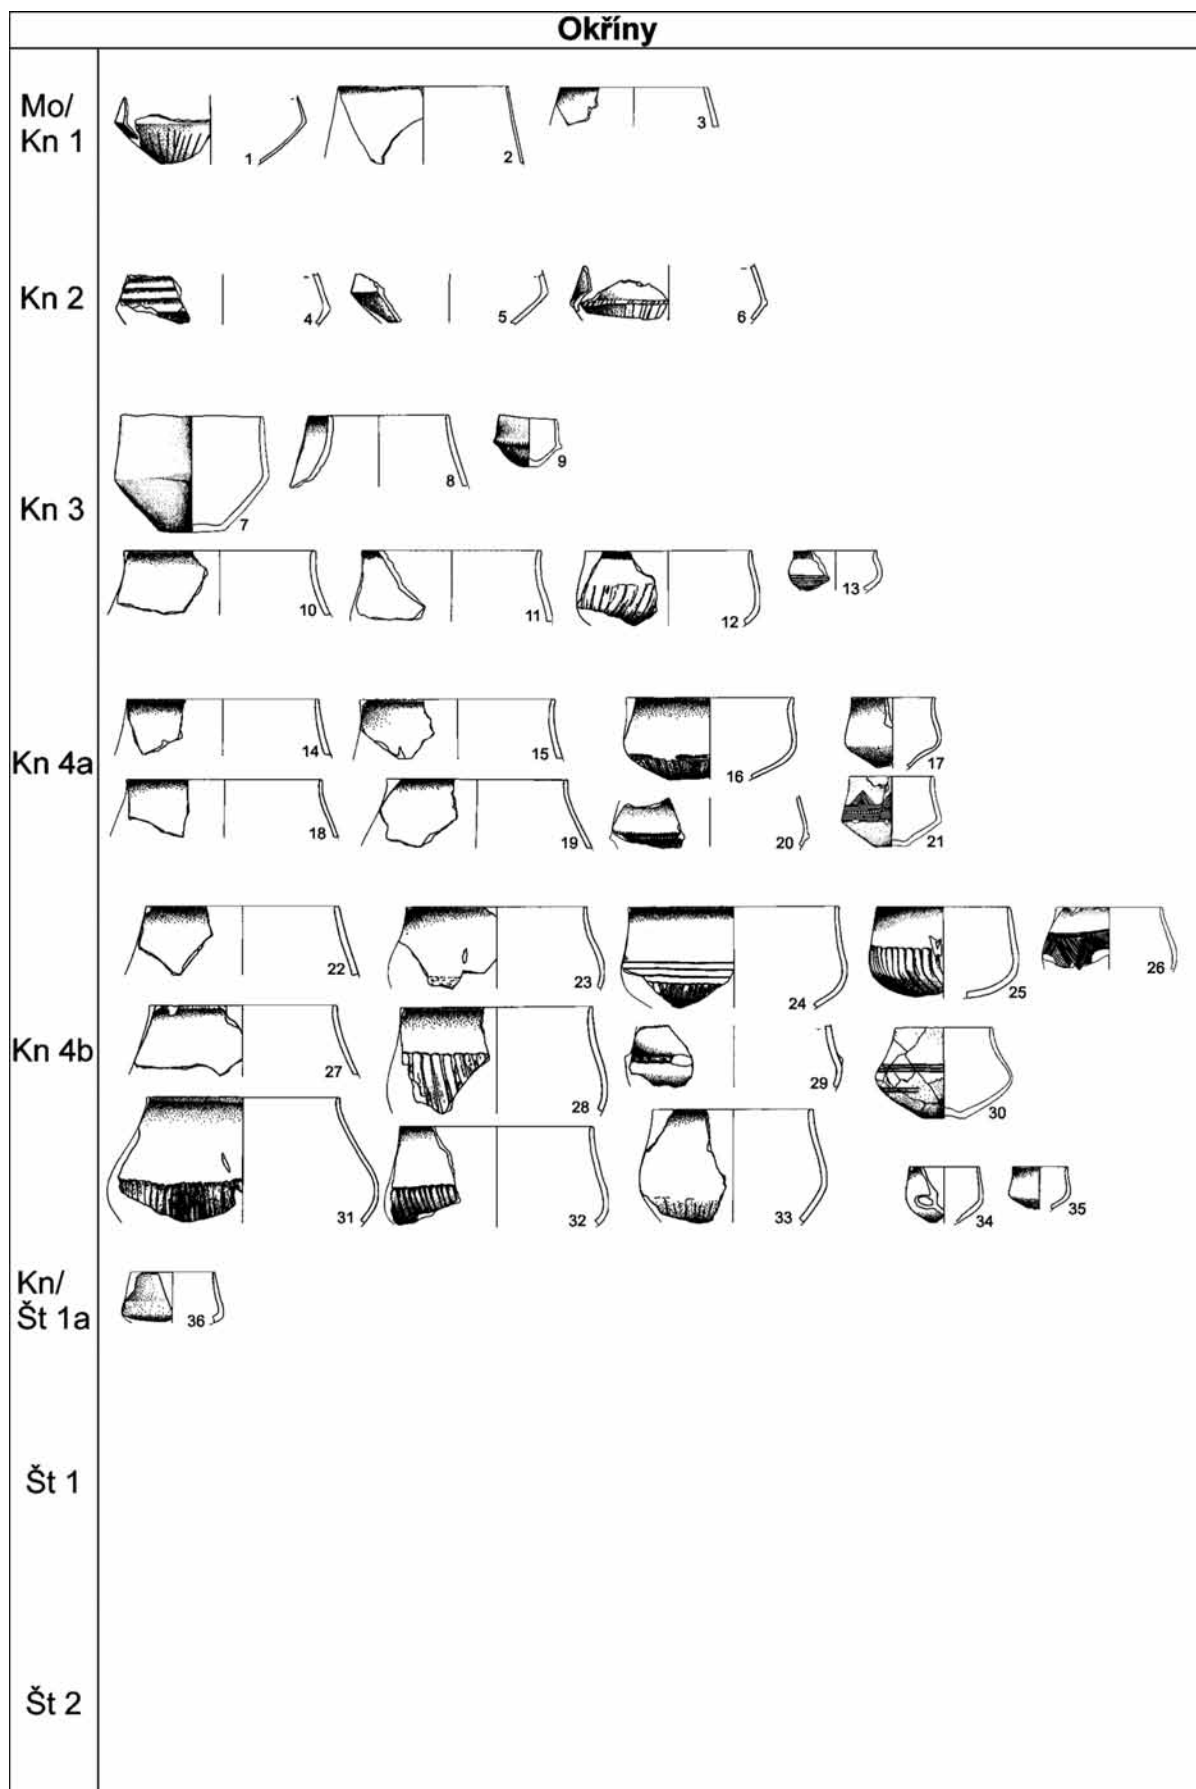 Okříny
Mo/
Kn 1
1 2 3
Kn 2
4 5 6
Kn 3
7 8 9
10 11 12 13
Kn 4a
14 15 16 17
18 19 20 21
Kn 4b
22 23 24 25 26
27 28 29 30
31 32 33 34 35
Kn/
Št 1a
36
Št 1
Št 2